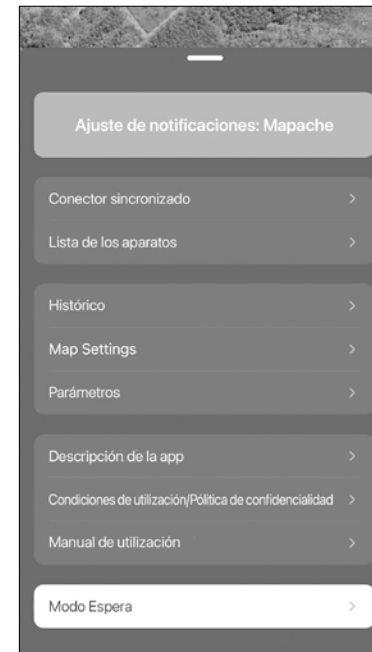 Ajuste de notificaciones: Mapache
Conector sincronizado
Lista de los aparatos
Histórico
Map Settings
Parámetros
Descripción de la app
Condiciones de utilización/Pólitica de confidencialidad
Manual de utilización
Modo Espera